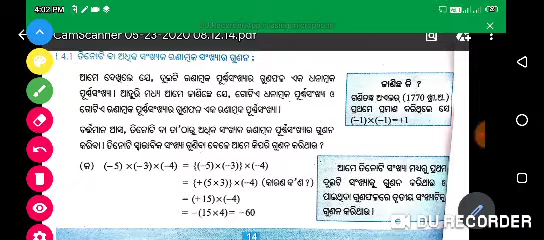 4:02 PM
CamScanner 05-23-2020 08.12.14.pdf
1.4.1 ତିନୋଟି ବା ଅଧିକ ସଂଖ୍ୟକ ଋଣାତ୍ମକ ସଂଖ୍ୟାର ଗୁଣନ :
ଆମେ ଦେଖିଲେ ଯେ, ଦୁଇଟି ଋଣାତ୍ମକ ପୂର୍ଣ୍ଣସଂଖ୍ୟାର ଗୁଣଫଳ ଏକ ଧନାତ୍ମକ
ପୂର୍ଣ୍ଣସଂଖ୍ୟା । ଆହୁରି ମଧ୍ୟ ଆମେ ଜାଣିଛେ ଯେ, ଗୋଟିଏ ଧନାତ୍ମକ ପୂର୍ଣ୍ଣସଂଖ୍ୟା ଓ
ଗୋଟିଏ ଋଣାତ୍ମକ ପୂର୍ଣ୍ଣସଂଖ୍ୟାର ଗୁଣଫଳ ଏକ ଋଣାତ୍ମକ ପୂର୍ଣ୍ଣସଂଖ୍ୟା ।
ବର୍ତ୍ତମାନ ଆସ, ତିନୋଟି ବା ତା'ଠାରୁ ଅଧିକ ସଂଖ୍ୟକ ଋଣାତ୍ମକ ପୂର୍ଣ୍ଣସଂଖ୍ୟାର ଗୁଣନ
କରିବା । ତିନୋଟି ସ୍ୱାଭାବିକ ସଂଖ୍ୟା ଗୁଣିବା ବେଳେ ଆମେ କିପରି ଗୁଣନ କରିଥାଉ ?
(କ) (−5) ×(−3) ×(−4) = {(−5) ×(−3)} ×(−4)
= {+(5×3)} ×(−4) (କାରଣ କ'ଣ ?)
= (+15) ×(−4)
= −(15×4) = −60
ଜାଣିଛ କି ?
ଗଣିତଜ୍ଞ ଅଏଲର୍ (1770 ଖ୍ରୀ.ଅ.)
ପ୍ରଥମେ ପ୍ରମାଣ କରିଥିଲେ ଯେ
(−1)×(−1)=+1
ଆମେ ତିନୋଟି ସଂଖ୍ୟା ମଧ୍ୟରୁ ପ୍ରଥମ
ଦୁଇଟି ସଂଖ୍ୟାକୁ ଗୁଣନ କରିଥାଉ ଓ
ପାଇଥିବା ଗୁଣଫଳରେ ତୃତୀୟ ସଂଖ୍ୟାଟିକୁ
ଗୁଣନ କରିଥାଉ ।
14
DU RECORDER